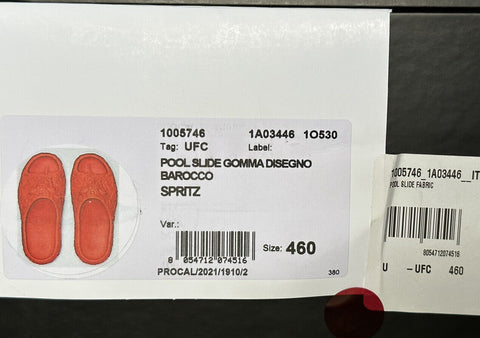 1005746 1A03446 1O530
Tag: UFC Label:
POOL SLIDE GOMMA DISEGNO
BAROCCO
SPRITZ
Var.:
Size: 460
8 054712 074516
PROCAL/2021/1910/2
380
1005746_1A03446__IT
POOL SLIDE FABRIC
8054712074516
U - UFC 460